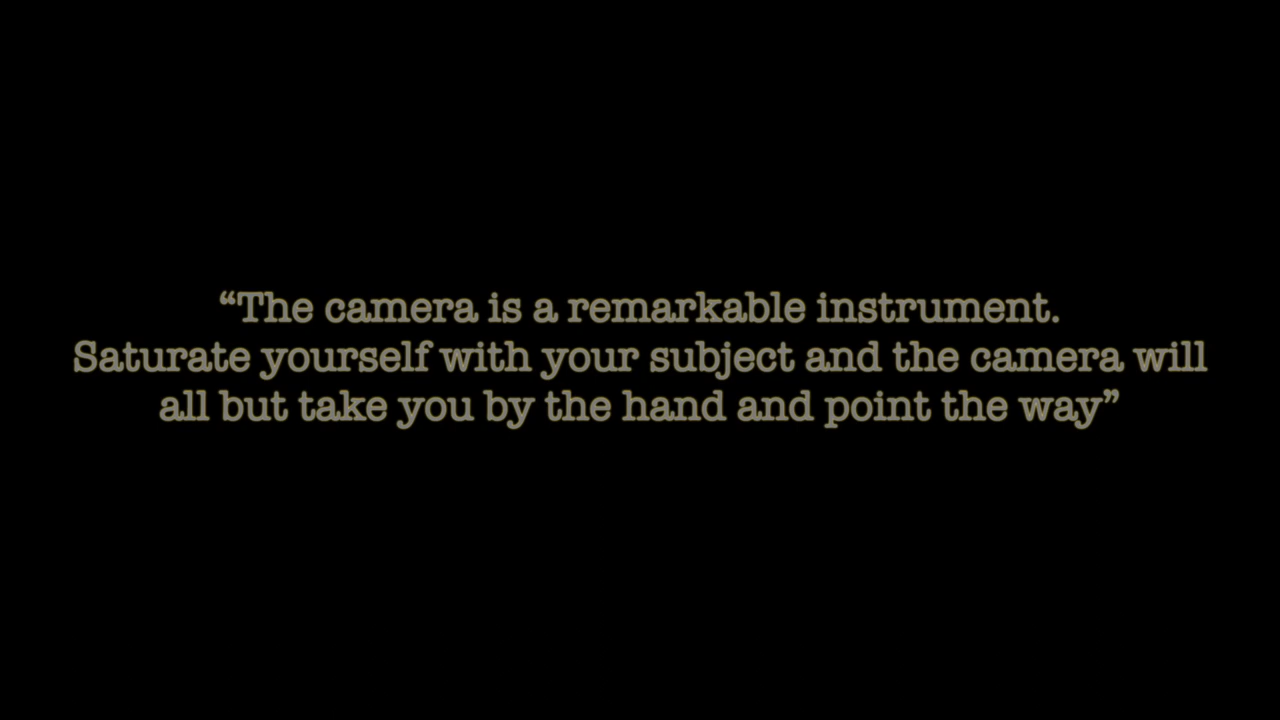 “The camera is a remarkable instrument.
Saturate yourself with your subject and the camera will
all but take you by the hand and point the way”